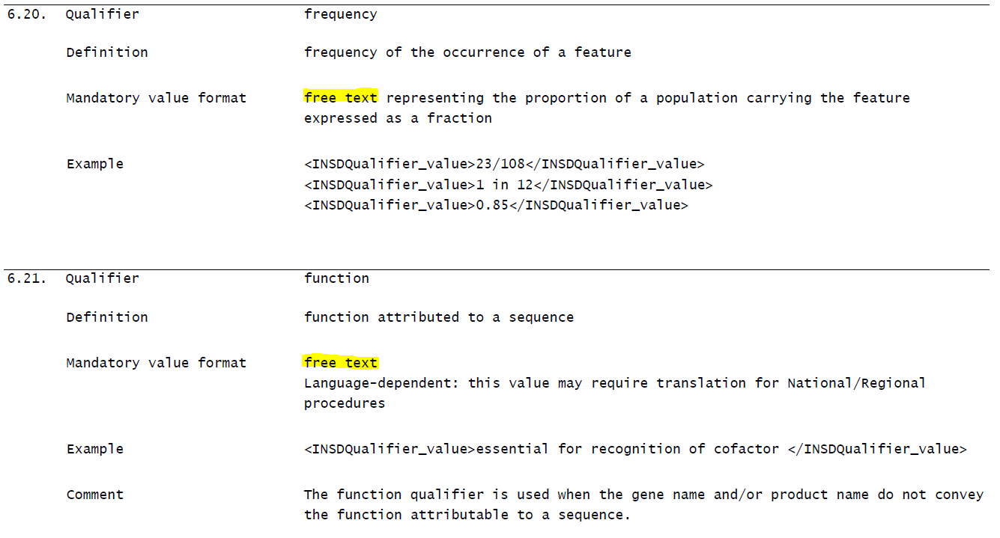 6.20. Qualifier frequency
Definition frequency of the occurrence of a feature
Mandatory value format free text representing the proportion of a population carrying the feature
expressed as a fraction
Example <INSDQualifier_value>23/108</INSDQualifier_value>
<INSDQualifier_value>1 in 12</INSDQualifier_value>
<INSDQualifier_value>0.85</INSDQualifier_value>
6.21. Qualifier function
Definition function attributed to a sequence
Mandatory value format free text
Language-dependent: this value may require translation for National/Regional
procedures
Example <INSDQualifier_value>essential for recognition of cofactor </INSDQualifier_value>
Comment The function qualifier is used when the gene name and/or product name do not convey
the function attributable to a sequence.